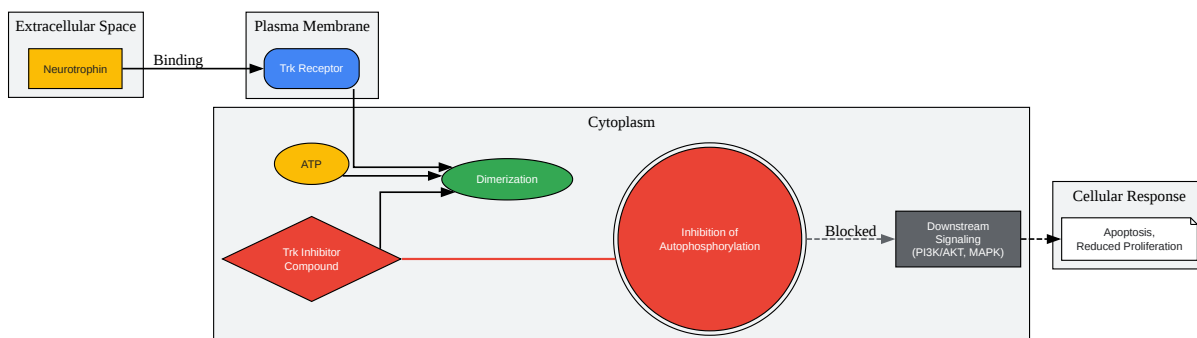 Extracellular Space
Neurotrophin
Binding
Plasma Membrane
Trk Receptor
Cytoplasm
ATP
Dimerization
Trk Inhibitor
Compound
Inhibition of
Autophosphorylation
Blocked
Downstream
Signaling
(PI3K/AKT, MAPK)
Cellular Response
Apoptosis,
Reduced Proliferation